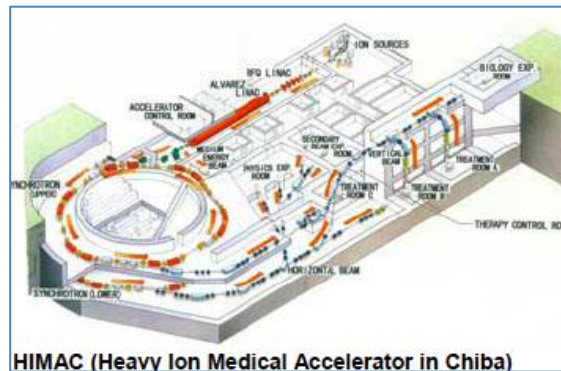 ION SOURCES
RFQ LINAC
ALVAREZ
LINAC
BIOLOGY EXP.
ROOM
ACCELERATOR
CONTROL ROOM
MEDIUM
ENERGY
BEAM
SECONDARY
BEAM EXP.
ROOM
VERTICAL
BEAM
PHYSICS EXP.
ROOM
TREATMENT
ROOM A
YNCHROTRON
(UPPER)
TREATMENT
ROOM C
TREATMENT
ROOM B
THERAPY CONTROL RO
HORIZONTAL BEAM
SYNCHROTRON (LOWER)
HIMAC (Heavy Ion Medical Accelerator in Chiba)